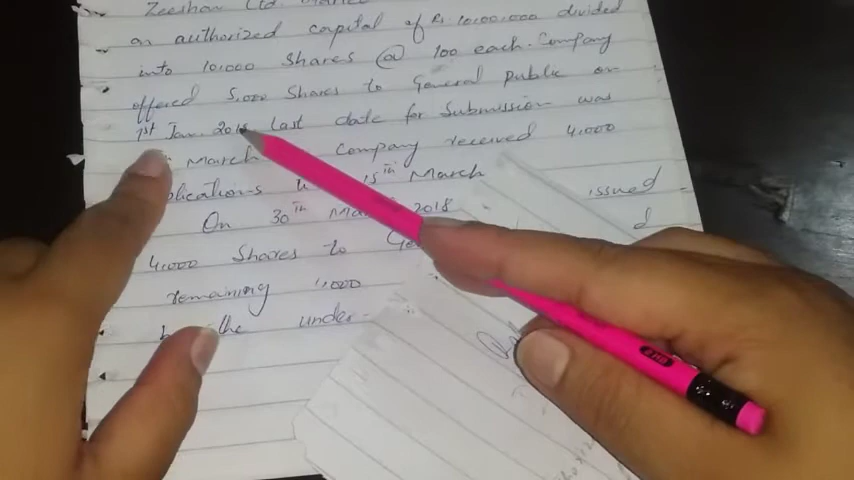 Zeeshan Ltd.
an authorized capital of Rs. 10,00,000 divided
into 10,000 Shares @ 100 each. Company
offered 5,000 Shares to General public on
1st Jan. 2018 last date for Submission was
March Company received 4,000
15th March
On 30th 2018 issued
4,000 Shares to
remaining 1,000
the under-
2HB